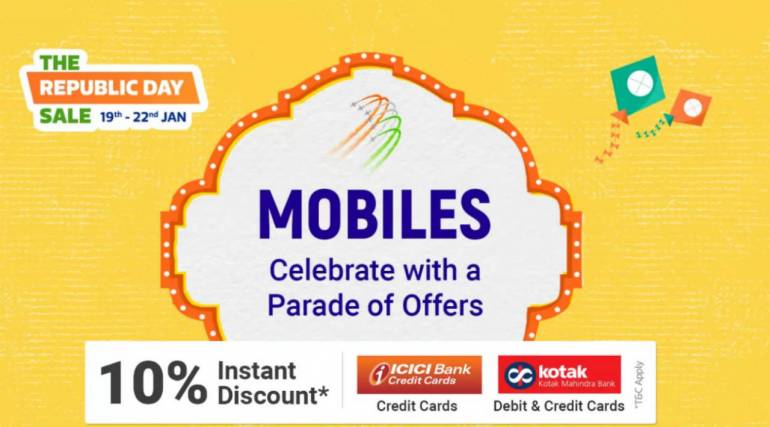 THE
REPUBLIC DAY
SALE 19th - 22nd JAN
MOBILES
Celebrate with a
Parade of Offers
10% Instant
Discount*
ICICI Bank
Credit Cards
Credit Cards
kotak
Kotak Mahindra Bank
Debit & Credit Cards
*T&C Apply